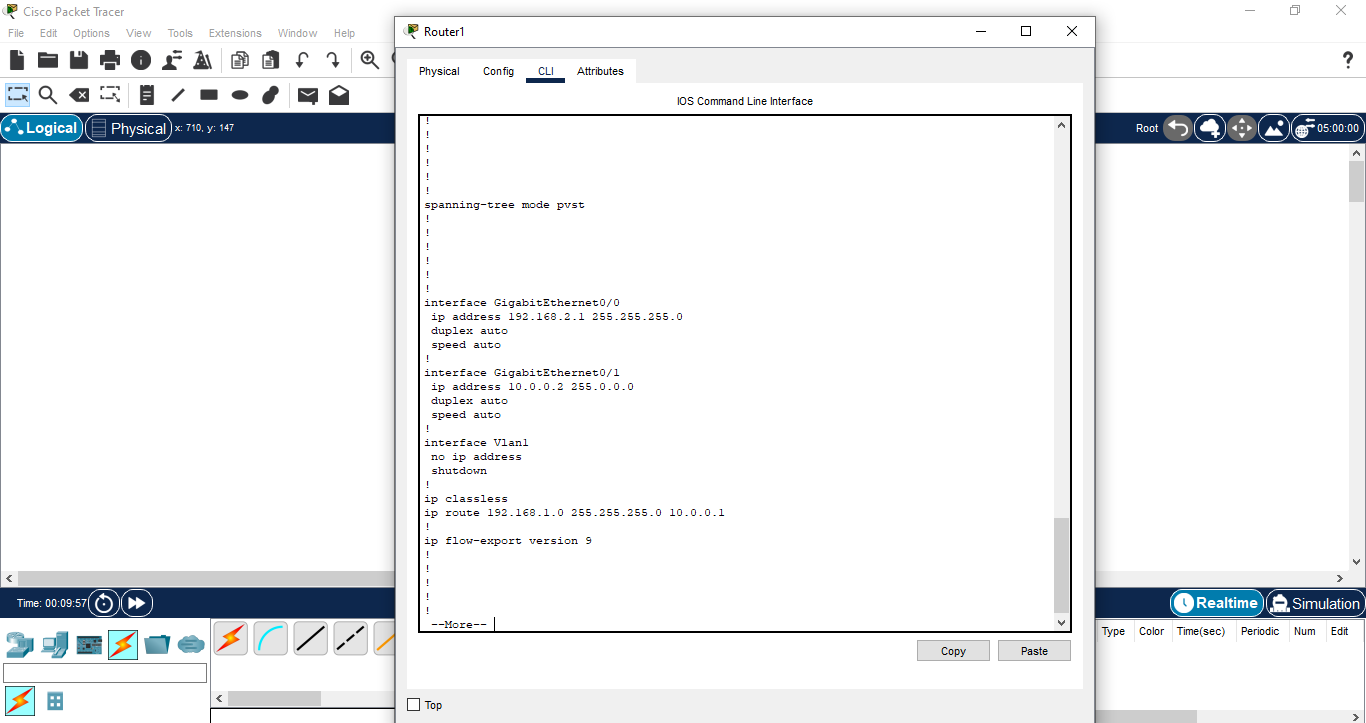 Cisco Packet Tracer
File Edit Options View Tools Extensions Window Help
?
Logical Physical x: 710, y: 147
Root 05:00:00
Router1
Physical Config CLI Attributes
IOS Command Line Interface
!
!
!
!
!
!
spanning-tree mode pvst
!
!
!
!
!
!
interface GigabitEthernet0/0
ip address 192.168.2.1 255.255.255.0
duplex auto
speed auto
!
interface GigabitEthernet0/1
ip address 10.0.0.2 255.0.0.0
duplex auto
speed auto
!
interface Vlan1
no ip address
shutdown
!
ip classless
ip route 192.168.1.0 255.255.255.0 10.0.0.1
!
ip flow-export version 9
!
!
!
!
!
--More--
Copy Paste
Top
Time: 00:09:57
Realtime Simulation
Type Color Time(sec) Periodic Num Edit